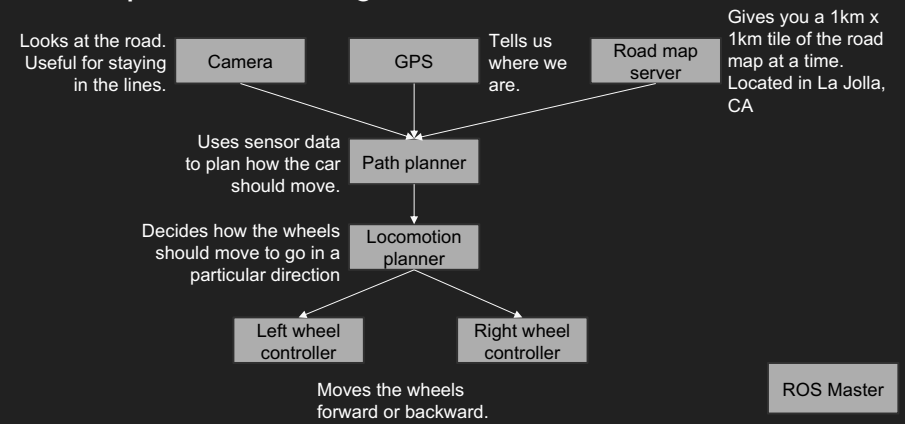 Looks at the road.
Useful for staying
in the lines.
Camera
GPS
Tells us
where we
are.
Road map
server
Gives you a 1km x
1km tile of the road
map at a time.
Located in La Jolla,
CA
Uses sensor data
to plan how the car
should move.
Path planner
Decides how the wheels
should move to go in a
particular direction
Locomotion
planner
Left wheel
controller
Right wheel
controller
Moves the wheels
forward or backward.
ROS Master